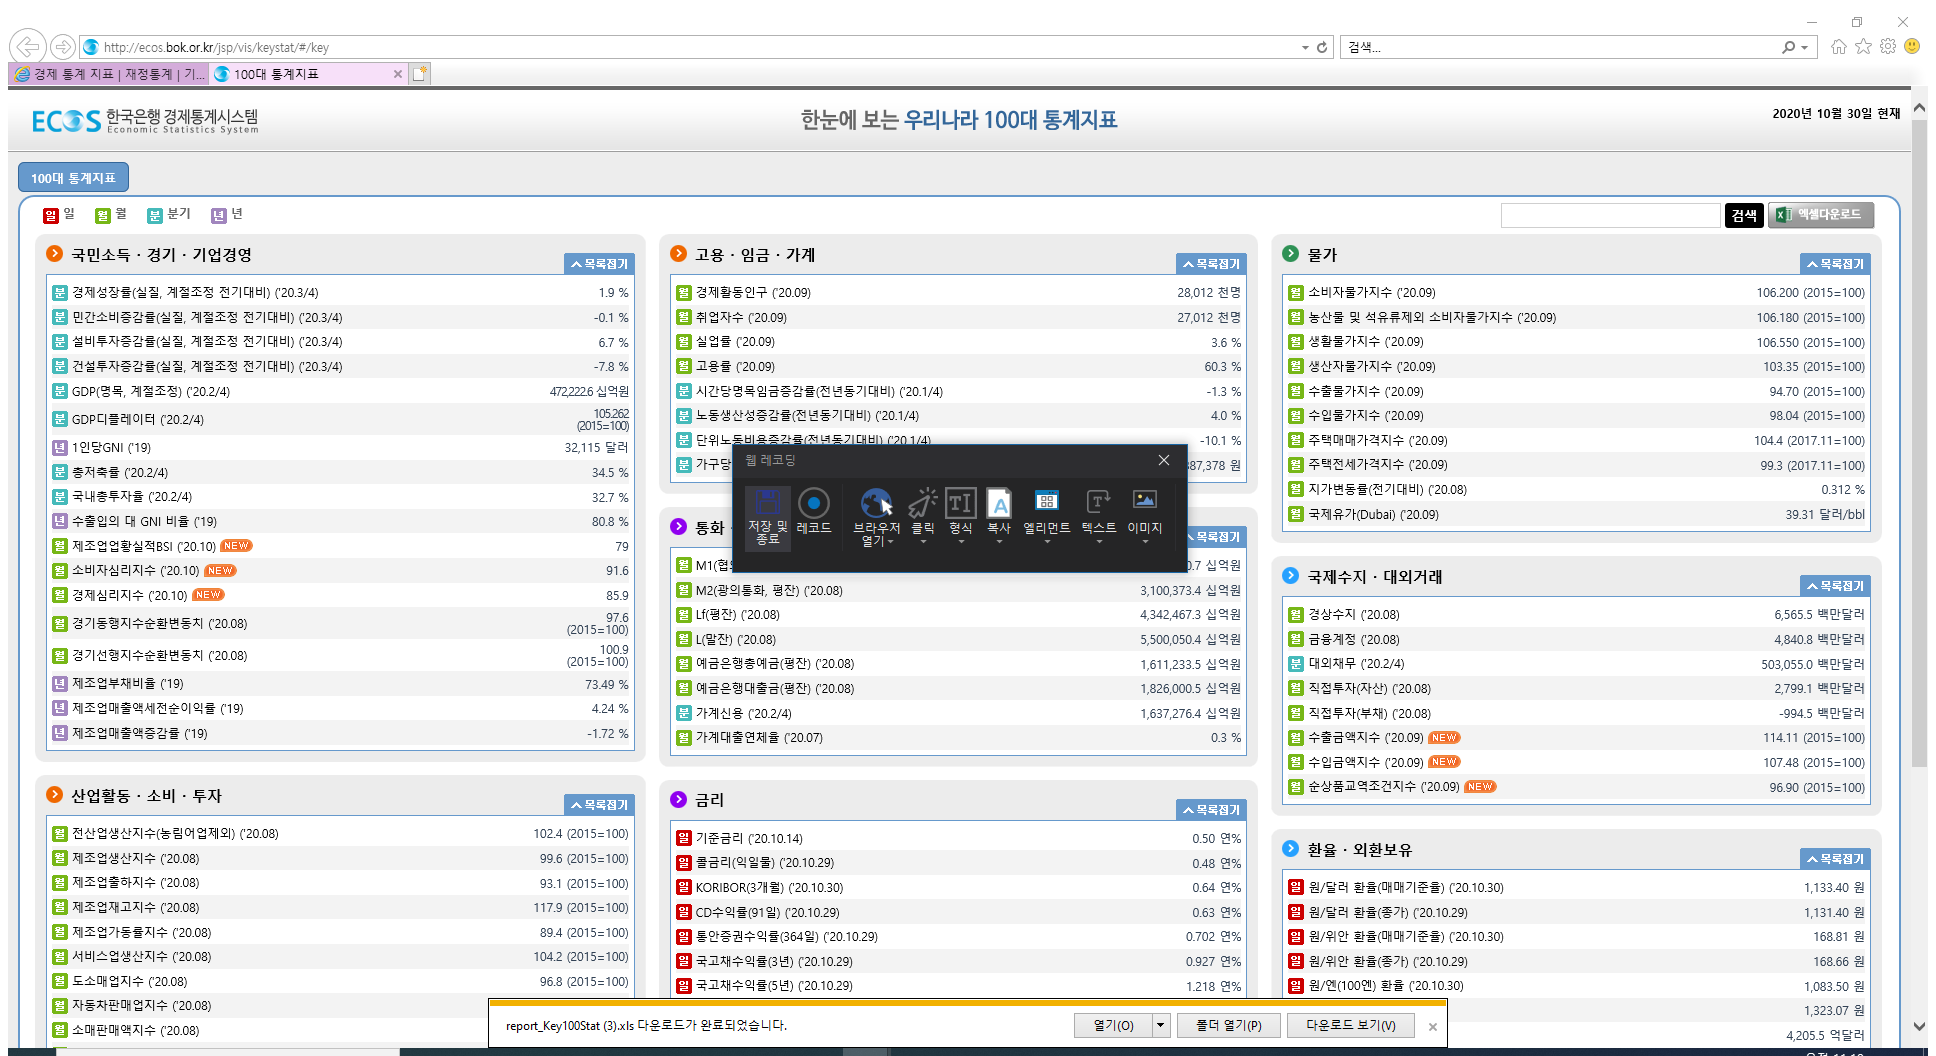 http://ecos.bok.or.kr/jsp/vis/keystat/#/key
검색...
경제 통계 지표 | 재정통계 | 기...
100대 통계지표
ECOS 한국은행 경제통계시스템
Economic Statistics System
한눈에 보는 우리나라 100대 통계지표
2020년 10월 30일 현재
100대 통계지표
일 일 월 월 분 분기 년 년
검색
엑셀다운로드
국민소득 · 경기 · 기업경영
목록접기
분 경제성장률(실질, 계절조정 전기대비) ('20.3/4) 1.9 %
분 민간소비증감률(실질, 계절조정 전기대비) ('20.3/4) -0.1 %
분 설비투자증감률(실질, 계절조정 전기대비) ('20.3/4) 6.7 %
분 건설투자증감률(실질, 계절조정 전기대비) ('20.3/4) -7.8 %
분 GDP(명목, 계절조정) ('20.2/4) 472,222.6 십억원
분 GDP디플레이터 ('20.2/4) 105.262
(2015=100)
년 1인당GNI ('19) 32,115 달러
분 총저축률 ('20.2/4) 34.5 %
분 국내총투자율 ('20.2/4) 32.7 %
년 수출입의 대 GNI 비율 ('19) 80.8 %
월 제조업업황실적BSI ('20.10) NEW 79
월 소비자심리지수 ('20.10) NEW 91.6
월 경제심리지수 ('20.10) NEW 85.9
월 경기동행지수순환변동치 ('20.08) 97.6
(2015=100)
월 경기선행지수순환변동치 ('20.08) 100.9
(2015=100)
년 제조업부채비율 ('19) 73.49 %
년 제조업매출액세전순이익률 ('19) 4.24 %
년 제조업매출액증감률 ('19) -1.72 %
산업활동 · 소비 · 투자
목록접기
월 전산업생산지수(농림어업제외) ('20.08) 102.4 (2015=100)
월 제조업생산지수 ('20.08) 99.6 (2015=100)
월 제조업출하지수 ('20.08) 93.1 (2015=100)
월 제조업재고지수 ('20.08) 117.9 (2015=100)
월 제조업가동률지수 ('20.08) 89.4 (2015=100)
월 서비스업생산지수 ('20.08) 104.2 (2015=100)
월 도소매업지수 ('20.08) 96.8 (2015=100)
월 자동차판매업지수 ('20.08)
월 소매판매액지수 ('20.08)
고용 · 임금 · 가계
목록접기
월 경제활동인구 ('20.09) 28,012 천명
월 취업자수 ('20.09) 27,012 천명
월 실업률 ('20.09) 3.6 %
월 고용률 ('20.09) 60.3 %
분 시간당명목임금증감률(전년동기대비) ('20.1/4) -1.3 %
분 노동생산성증감률(전년동기대비) ('20.1/4) 4.0 %
분 단위노동비용증감률(전년동기대비) ('20.1/4) -10.1 %
분 가구당 87,378 원
웹 레코딩
저장 및
종료
레코드
브라우저
열기
클릭
형식
복사
엘리먼트
텍스트
이미지
통화
목록접기
월 M1(협 0.7 십억원
월 M2(광의통화, 평잔) ('20.08) 3,100,373.4 십억원
월 Lf(평잔) ('20.08) 4,342,467.3 십억원
월 L(말잔) ('20.08) 5,500,050.4 십억원
월 예금은행총예금(평잔) ('20.08) 1,611,233.5 십억원
월 예금은행대출금(평잔) ('20.08) 1,826,000.5 십억원
분 가계신용 ('20.2/4) 1,637,276.4 십억원
월 가계대출연체율 ('20.07) 0.3 %
금리
목록접기
일 기준금리 ('20.10.14) 0.50 연%
일 콜금리(익일물) ('20.10.29) 0.48 연%
일 KORIBOR(3개월) ('20.10.30) 0.64 연%
일 CD수익률(91일) ('20.10.29) 0.63 연%
일 통안증권수익률(364일) ('20.10.29) 0.702 연%
일 국고채수익률(3년) ('20.10.29) 0.927 연%
일 국고채수익률(5년) ('20.10.29) 1.218 연%
물가
목록접기
월 소비자물가지수 ('20.09) 106.200 (2015=100)
월 농산물 및 석유류제외 소비자물가지수 ('20.09) 106.180 (2015=100)
월 생활물가지수 ('20.09) 106.550 (2015=100)
월 생산자물가지수 ('20.09) 103.35 (2015=100)
월 수출물가지수 ('20.09) 94.70 (2015=100)
월 수입물가지수 ('20.09) 98.04 (2015=100)
월 주택매매가격지수 ('20.09) 104.4 (2017.11=100)
월 주택전세가격지수 ('20.09) 99.3 (2017.11=100)
월 지가변동률(전기대비) ('20.08) 0.312 %
월 국제유가(Dubai) ('20.09) 39.31 달러/bbl
국제수지 · 대외거래
목록접기
월 경상수지 ('20.08) 6,565.5 백만달러
월 금융계정 ('20.08) 4,840.8 백만달러
분 대외채무 ('20.2/4) 503,055.0 백만달러
월 직접투자(자산) ('20.08) 2,799.1 백만달러
월 직접투자(부채) ('20.08) -994.5 백만달러
월 수출금액지수 ('20.09) NEW 114.11 (2015=100)
월 수입금액지수 ('20.09) NEW 107.48 (2015=100)
월 순상품교역조건지수 ('20.09) NEW 96.90 (2015=100)
환율 · 외환보유
목록접기
일 원/달러 환율(매매기준율) ('20.10.30) 1,133.40 원
일 원/달러 환율(종가) ('20.10.29) 1,131.40 원
일 원/위안 환율(매매기준율) ('20.10.30) 168.81 원
일 원/위안 환율(종가) ('20.10.29) 168.66 원
일 원/엔(100엔) 환율 ('20.10.30) 1,083.50 원
1,323.07 원
4,205.5 억달러
report_Key100Stat (3).xls 다운로드가 완료되었습니다.
열기(O)
폴더 열기(P)
다운로드 보기(V)